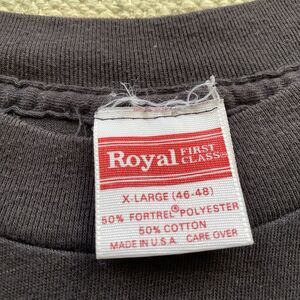 Royal FIRST CLASS
X-LARGE (46-48)
50% FORTREL® POLYESTER
50% COTTON
MADE IN U.S.A. CARE OVER